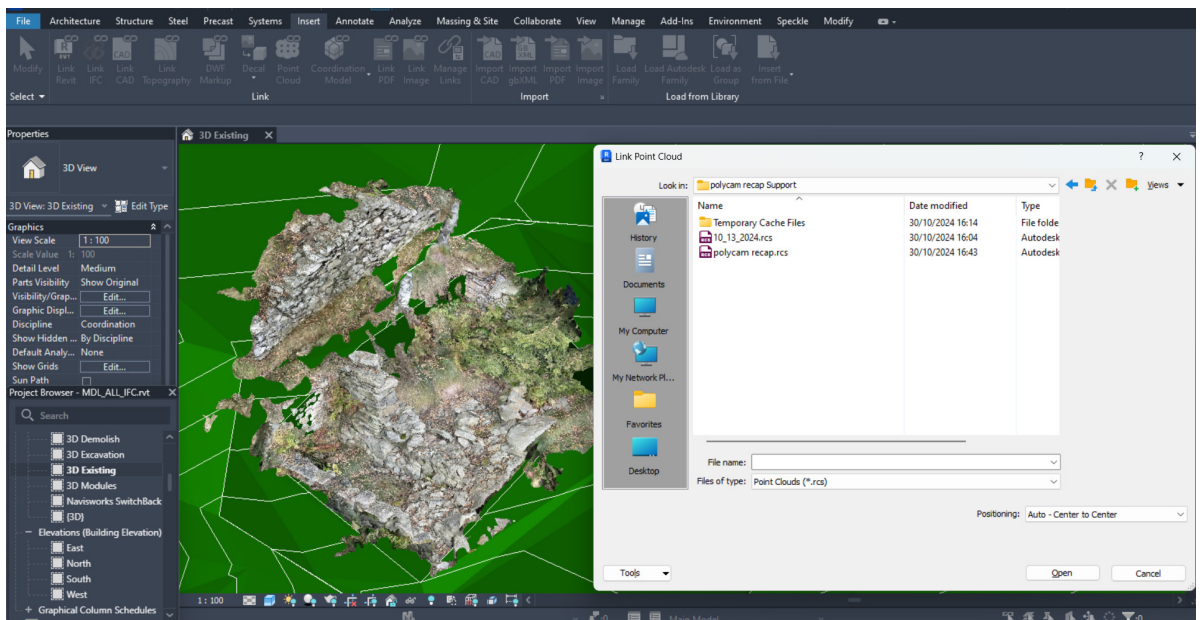 File Architecture Structure Steel Precast Systems Insert Annotate Analyze Massing & Site Collaborate View Manage Add-Ins Environment Speckle Modify
Modify Link Revit Link IFC Link CAD Link Topography DWF Markup Decal Point Cloud Coordination Model Link PDF Link Image Manage Links Import CAD Import gbXML Import PDF Import Image Load Family Load Autodesk Family Load as Group Insert from File
Select Link Import Load from Library
Properties
3D Existing
3D View
3D View: 3D Existing Edit Type
Graphics
View Scale 1 : 100
Scale Value 1: 100
Detail Level Medium
Parts Visibility Show Original
Visibility/Grap... Edit...
Graphic Displ... Edit...
Discipline Coordination
Show Hidden ... By Discipline
Default Analy... None
Show Grids Edit...
Sun Path
Project Browser - MDL_ALL_IFC.rvt
Search
3D Demolish
3D Excavation
3D Existing
3D Modules
Navisworks SwitchBack
{3D}
Elevations (Building Elevation)
East
North
South
West
Graphical Column Schedules
1 : 100
Main Model
:0
:0
Link Point Cloud
Look in: polycam recap Support Views
Name Date modified Type
Temporary Cache Files 30/10/2024 16:14 File folde
10_13_2024.rcs 30/10/2024 16:04 Autodesk
polycam recap.rcs 30/10/2024 16:43 Autodesk
History
Documents
My Computer
My Network Pl...
Favorites
Desktop
File name:
Files of type: Point Clouds (*.rcs)
Positioning: Auto - Center to Center
Tools Open Cancel